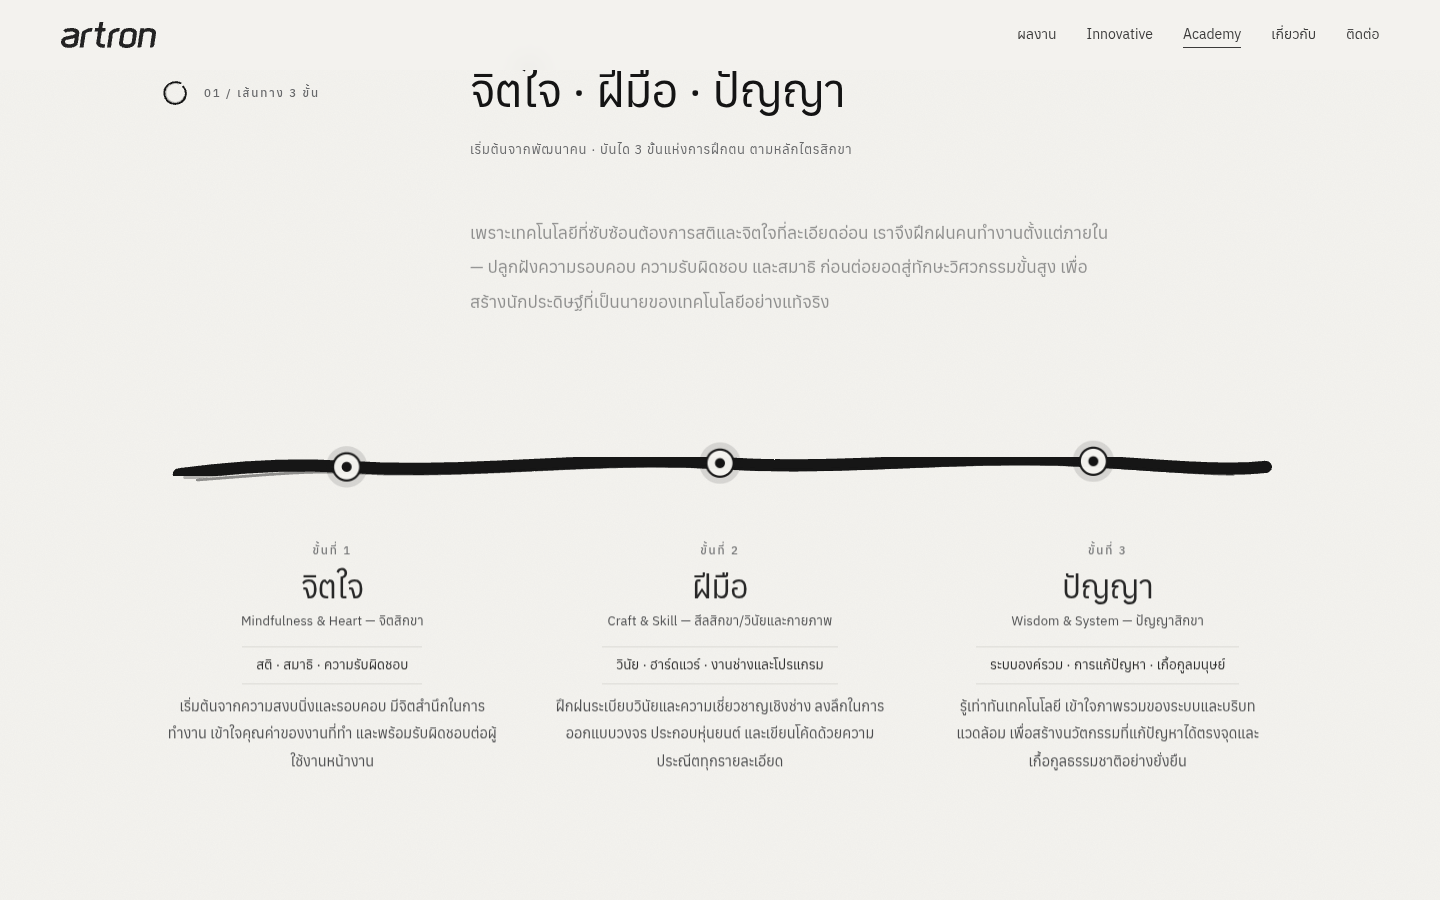 artron
ผลงาน
Innovative
Academy
เกี่ยวกับ
ติดต่อ
01 / เส้นทาง 3 ขั้น
จิตใจ · ฝีมือ · ปัญญา
เริ่มต้นจากพัฒนาคน · บันได 3 ขั้นแห่งการฝึกตน ตามหลักไตรสิกขา
เพราะเทคโนโลยีที่ซับซ้อนต้องการสติและจิตใจที่ละเอียดอ่อน เราจึงฝึกฝนคนทำงานตั้งแต่ภายใน
— ปลูกฝังความรอบคอบ ความรับผิดชอบ และสมาธิ ก่อนต่อยอดสู่ทักษะวิศวกรรมขั้นสูง เพื่อ
สร้างนักประดิษฐ์ที่เป็นนายของเทคโนโลยีอย่างแท้จริง
ขั้นที่ 1
จิตใจ
Mindfulness & Heart — จิตสิกขา
สติ · สมาธิ · ความรับผิดชอบ
เริ่มต้นจากความสงบนิ่งและรอบคอบ มีจิตสำนึกในการ
ทำงาน เข้าใจคุณค่าของงานที่ทำ และพร้อมรับผิดชอบต่อผู้
ใช้งานหน้างาน
ขั้นที่ 2
ฝีมือ
Craft & Skill — สีลสิกขา/วินัยและกายภาพ
วินัย · ฮาร์ดแวร์ · งานช่างและโปรแกรม
ฝึกฝนระเบียบวินัยและความเชี่ยวชาญเชิงช่าง ลงลึกในการ
ออกแบบวงจร ประกอบหุ่นยนต์ และเขียนโค้ดด้วยความ
ประณีตทุกรายละเอียด
ขั้นที่ 3
ปัญญา
Wisdom & System — ปัญญาสิกขา
ระบบองค์รวม · การแก้ปัญหา · เกื้อกูลมนุษย์
รู้เท่าทันเทคโนโลยี เข้าใจภาพรวมของระบบและบริบท
แวดล้อม เพื่อสร้างนวัตกรรมที่แก้ปัญหาได้ตรงจุดและ
เกื้อกูลธรรมชาติอย่างยั่งยืน